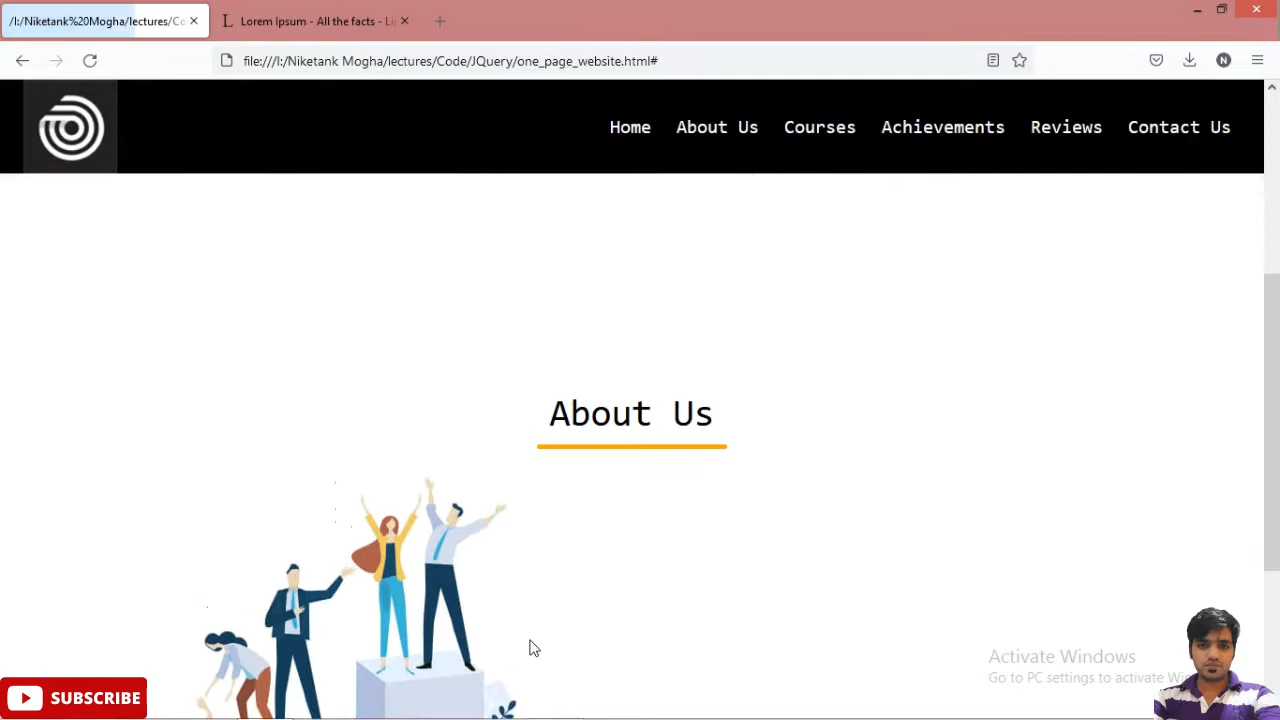 /I:/Niketank%20Mogha/lectures/Co
Lorem Ipsum - All the facts - Li
file:///I:/Niketank Mogha/lectures/Code/JQuery/one_page_website.html#
N
Home About Us Courses Achievements Reviews Contact Us
About Us
Activate Windows
Go to PC settings to activate
SUBSCRIBE